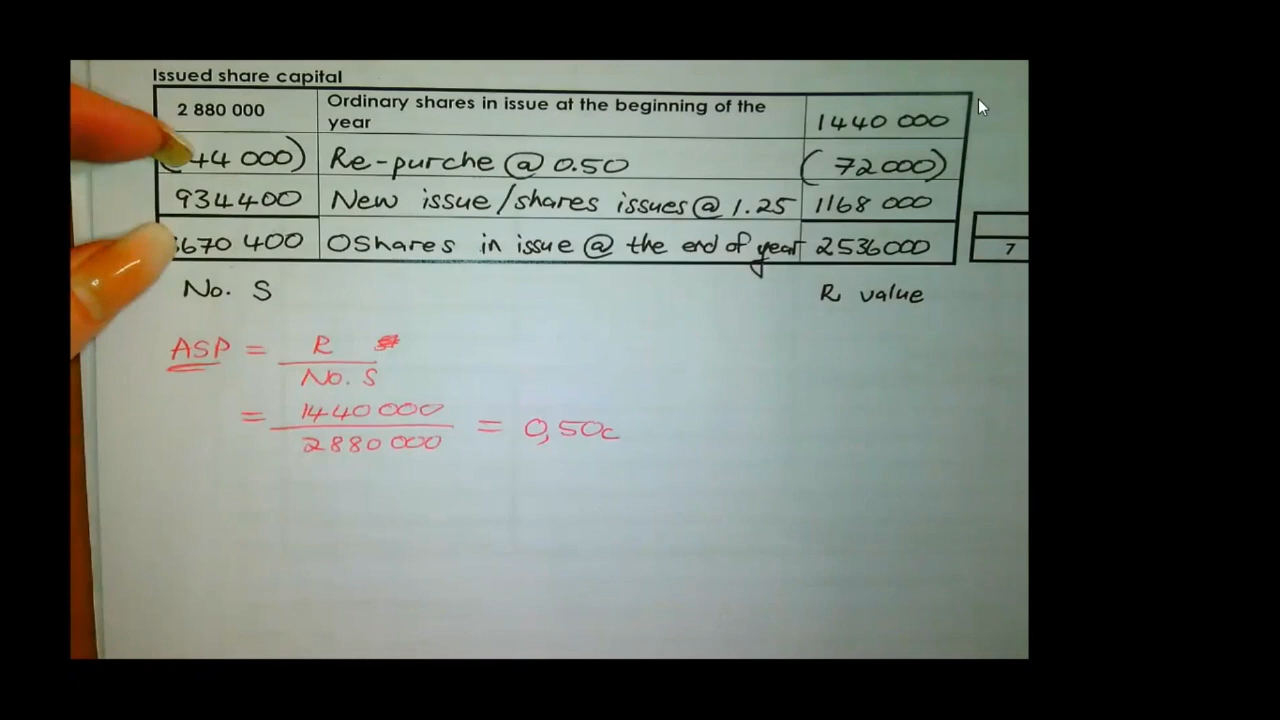 Issued share capital
2 880 000 Ordinary shares in issue at the beginning of the year 1440 000
44 000) Re-purche @ 0.50 (72000)
934400 New issue/shares issues @ 1.25 1168 000
670 400 OShares in issue @ the end of year 2536000
7
No. S R value
ASP = R
No. S
= 1440 000
2880 000 = 0,50c